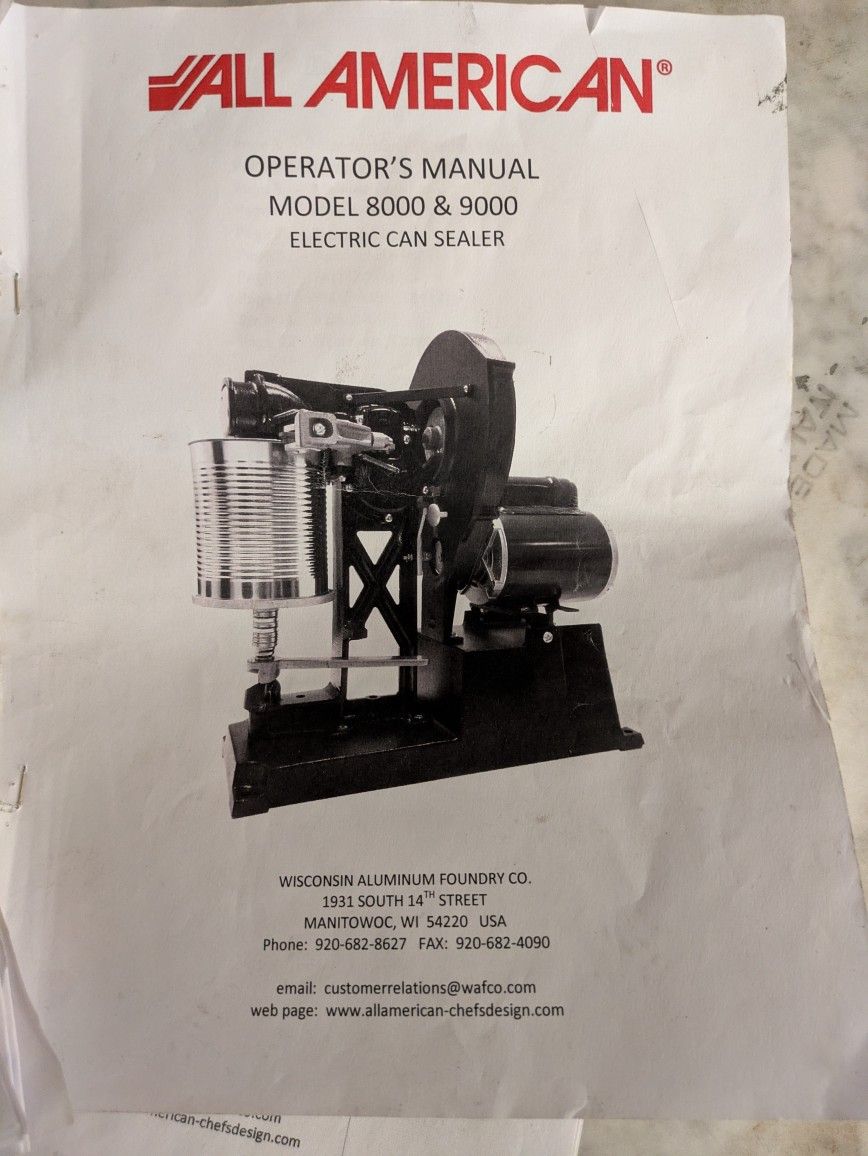 ALL AMERICAN®
OPERATOR'S MANUAL
MODEL 8000 & 9000
ELECTRIC CAN SEALER
WISCONSIN ALUMINUM FOUNDRY CO.
1931 SOUTH 14TH STREET
MANITOWOC, WI 54220 USA
Phone: 920-682-8627 FAX: 920-682-4090
email: customerrelations@wafco.com
web page: www.allamerican-chefsdesign.com
erican-chefsdesign.com
MADE